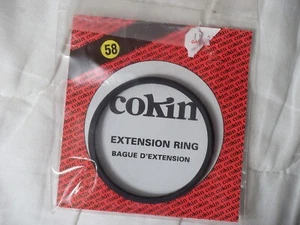 58
cokin
EXTENSION RING
BAGUE D'EXTENSION